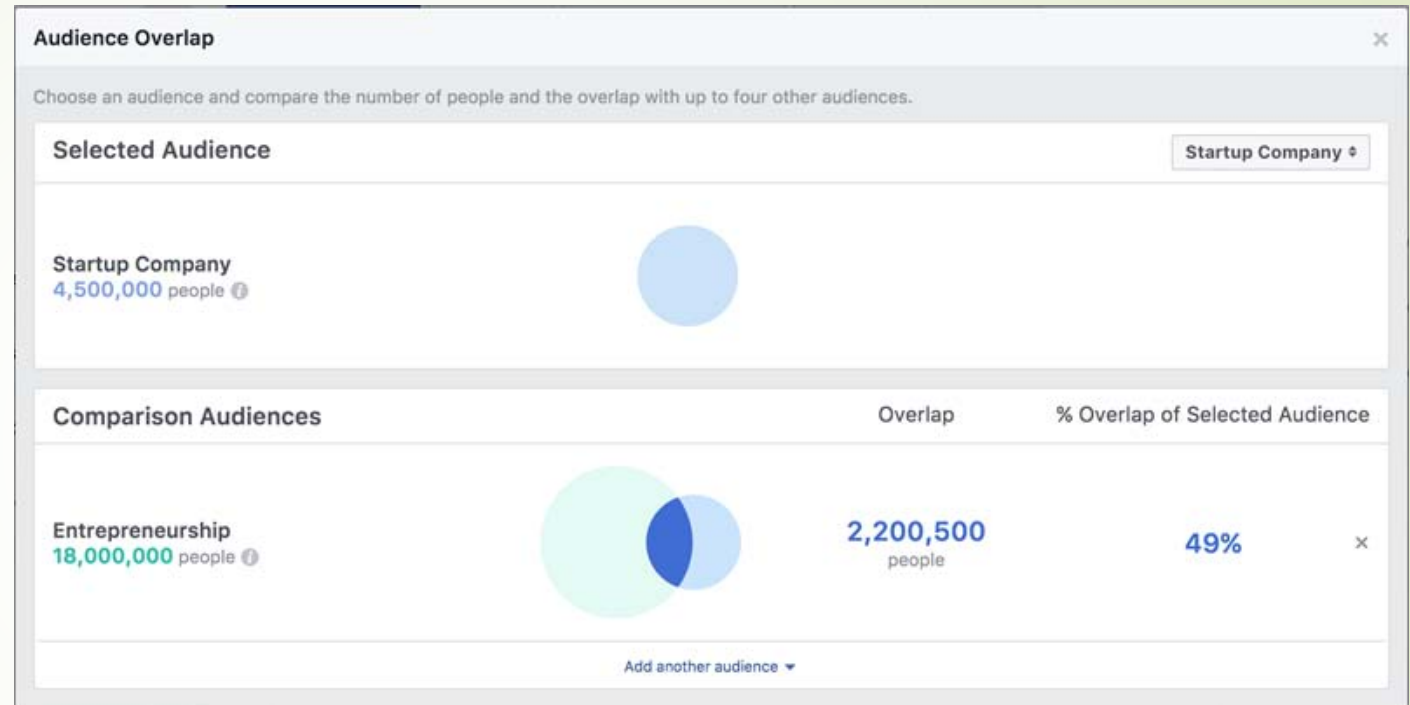 Audience Overlap
Choose an audience and compare the number of people and the overlap with up to four other audiences.
Selected Audience
Startup Company
Startup Company
4,500,000 people
Comparison Audiences
Overlap
% Overlap of Selected Audience
Entrepreneurship
18,000,000 people
2,200,500
people
49%
Add another audience